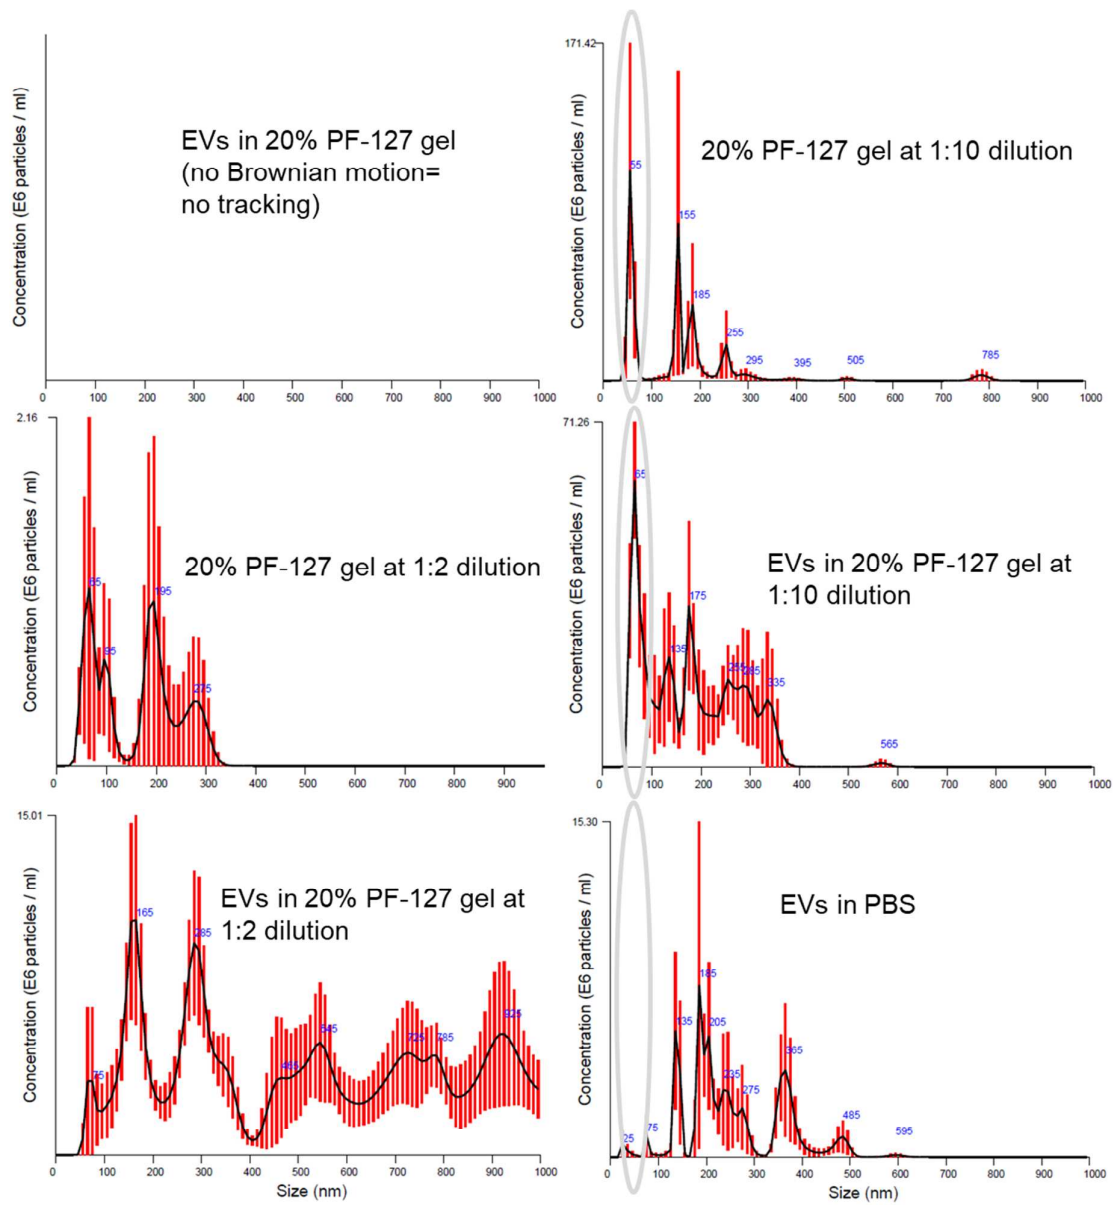 Concentration (E6 particles / ml)
EVs in 20% PF-127 gel
(no Brownian motion=
no tracking)
0 100 200 300 400 500 600 700 800 900 1000
171.42
Concentration (E6 particles / ml)
20% PF-127 gel at 1:10 dilution
55
155
185
255
295
395
505
785
0 100 200 300 400 500 600 700 800 900 1000
2.16
Concentration (E6 particles / ml)
20% PF-127 gel at 1:2 dilution
65
95
195
275
0 100 200 300 400 500 600 700 800 900
71.26
Concentration (E6 particles / ml)
EVs in 20% PF-127 gel at
1:10 dilution
65
135
175
255
285
335
565
0 100 200 300 400 500 600 700 800 900 1000
15.01
Concentration (E6 particles / ml)
EVs in 20% PF-127 gel at
1:2 dilution
75
165
285
465
545
725
785
925
0 100 200 300 400 500 600 700 800 900 1000
Size (nm)
15.30
Concentration (E6 particles / ml)
EVs in PBS
25
75
135
185
205
235
275
365
485
595
0 100 200 300 400 500 600 700 800 900 1000
Size (nm)